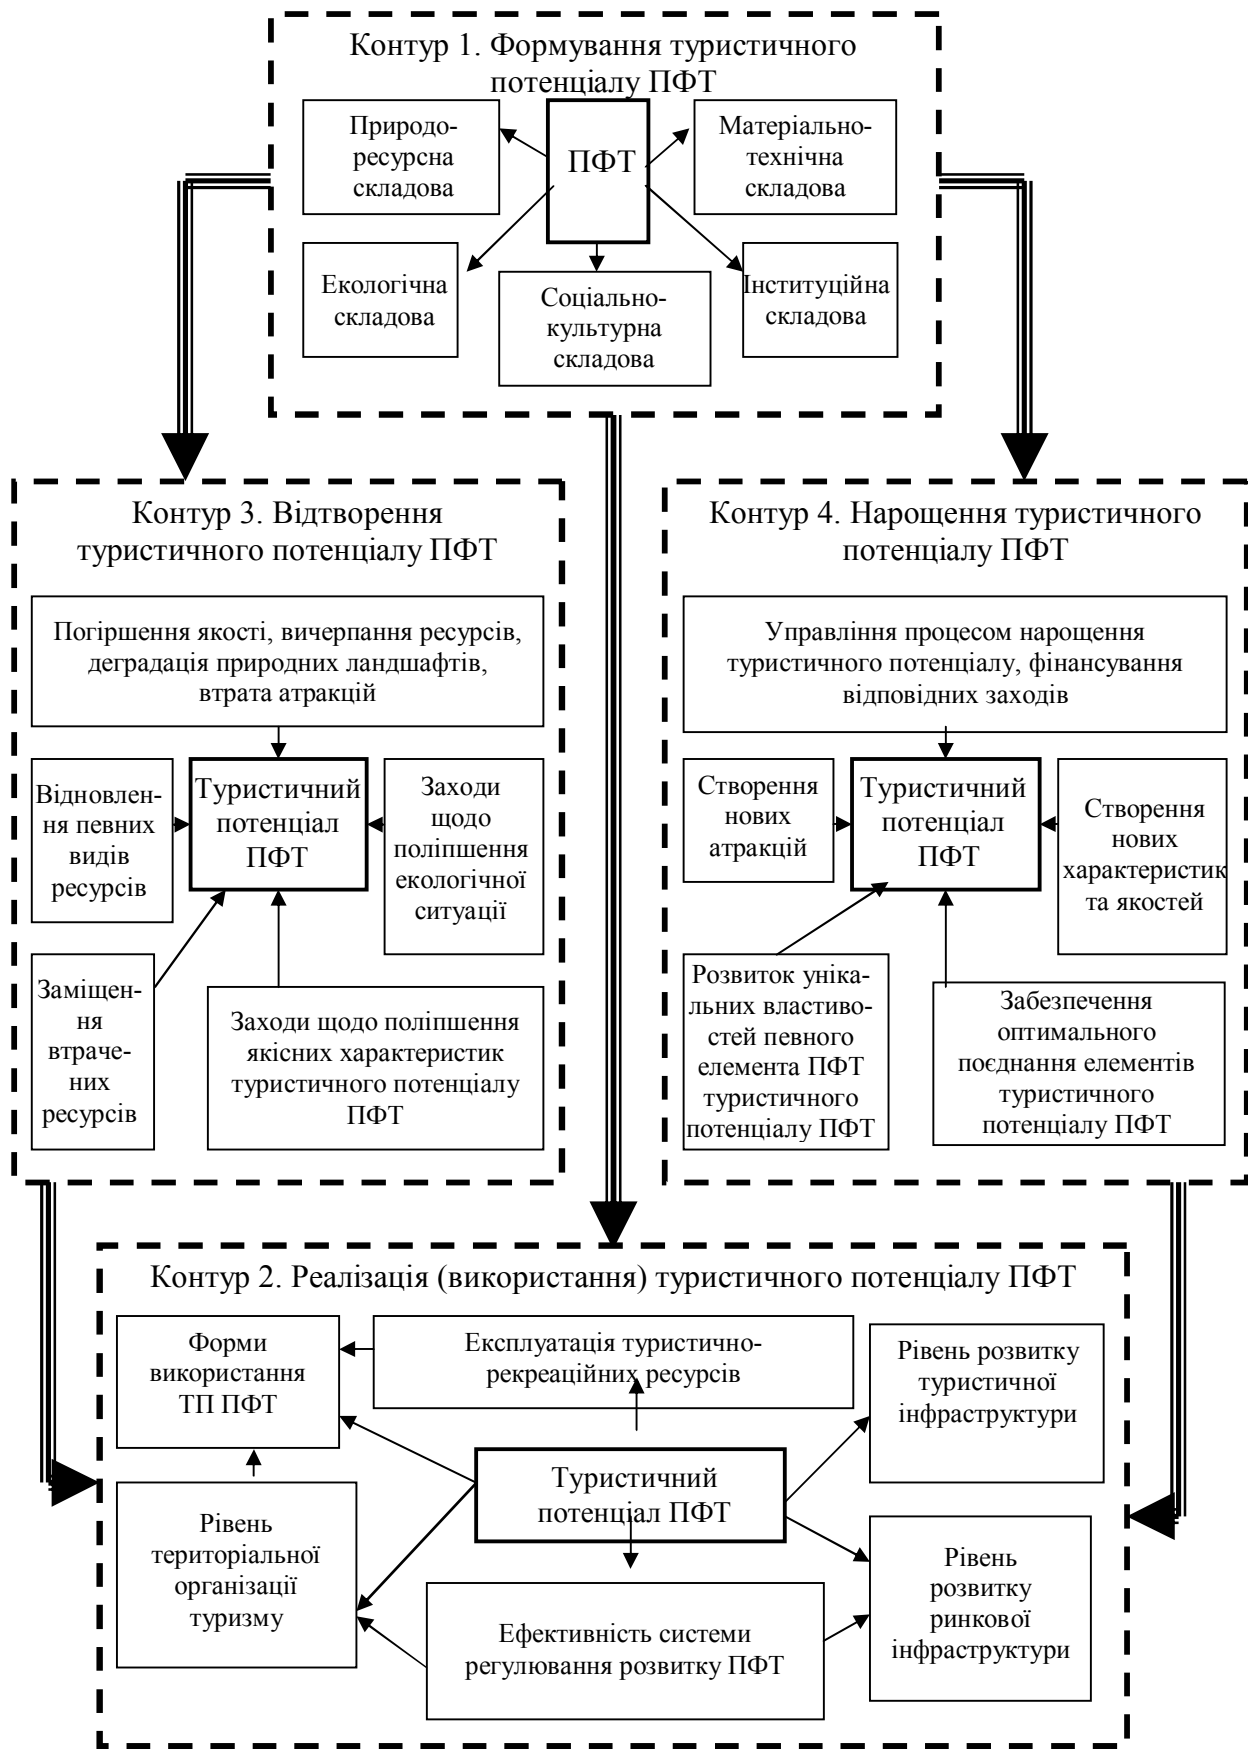 Контур 1. Формування туристичного
потенціалу ПФТ
Природо-
ресурсна
складова
ПФТ
Матеріально-
технічна
складова
Екологічна
складова
Соціально-
культурна
складова
Інституційна
складова
Контур 3. Відтворення
туристичного потенціалу ПФТ
Погіршення якості, вичерпання ресурсів,
деградація природних ландшафтів,
втрата атракцій
Відновлен-
ня певних
видів
ресурсів
Туристичний
потенціал
ПФТ
Заходи
щодо
поліпшення
екологічної
ситуації
Заміщен-
ня
втраче-
них
ресурсів
Заходи щодо поліпшення
якісних характеристик
туристичного потенціалу
ПФТ
Контур 4. Нарощення туристичного
потенціалу ПФТ
Управління процесом нарощення
туристичного потенціалу, фінансування
відповідних заходів
Створення
нових
атракцій
Туристичний
потенціал
ПФТ
Створення
нових
характеристик
та якостей
Розвиток уніка-
льних властиво-
стей певного
елемента ПФТ
туристичного
потенціалу ПФТ
Забезпечення
оптимального
поєднання елементів
туристичного
потенціалу ПФТ
Контур 2. Реалізація (використання) туристичного потенціалу ПФТ
Форми
використання
ТП ПФТ
Експлуатація туристично-
рекреаційних ресурсів
Рівень розвитку
туристичної
інфраструктури
Туристичний
потенціал ПФТ
Рівень
територіальної
організації
туризму
Ефективність системи
регулювання розвитку ПФТ
Рівень
розвитку
ринкової
інфраструктури